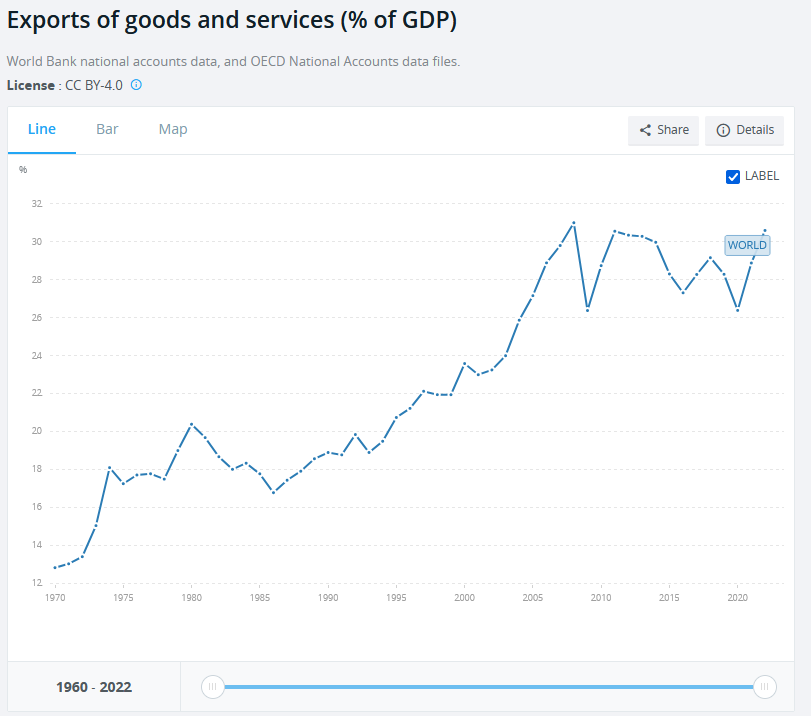 Exports of goods and services (% of GDP)
World Bank national accounts data, and OECD National Accounts data files.
License : CC BY-4.0
Line Bar Map Share Details
%
LABEL
32
30
WORLD
28
26
24
22
20
18
16
14
12
1970 1975 1980 1985 1990 1995 2000 2005 2010 2015 2020
1960 - 2022